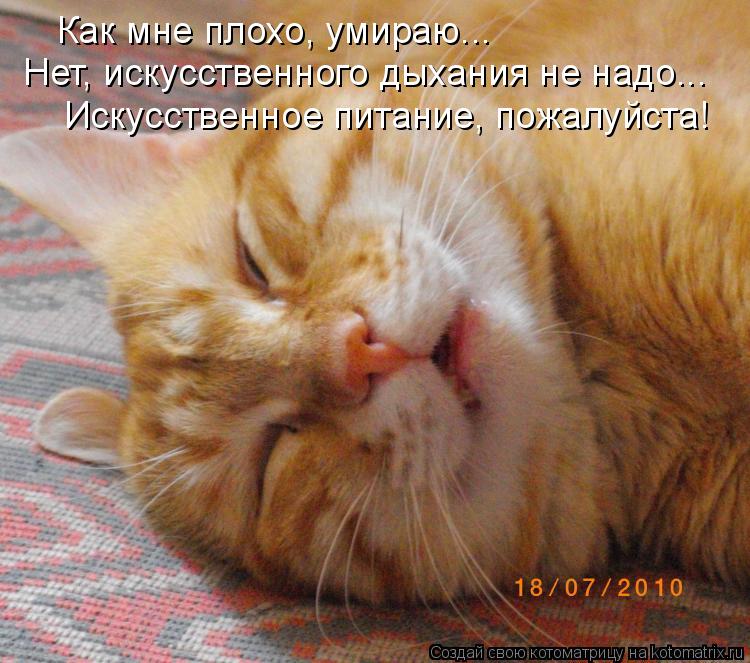 Как мне плохо, умираю...
Нет, искусственного дыхания не надо...
Искусственное питание, пожалуйста!
18/07/2010
Создай свою котоматрицу на kotomatrix.ru